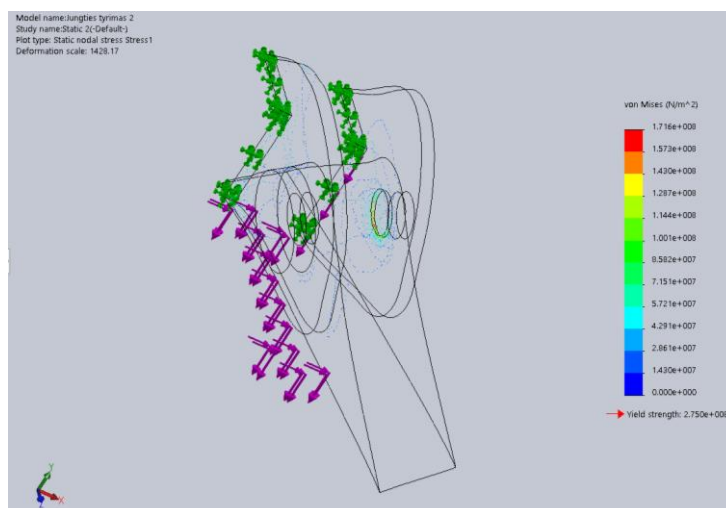 Model name:Jungties tyrimas 2
Study name:Static 2(-Default-)
Plot type: Static nodal stress Stress1
Deformation scale: 1428.17
von Mises (N/m^2)
1.716e+008
1.573e+008
1.430e+008
1.287e+008
1.144e+008
1.001e+008
8.582e+007
7.151e+007
5.721e+007
4.291e+007
2.861e+007
1.430e+007
0.000e+000
Yield strength: 2.750e+008
Y
X